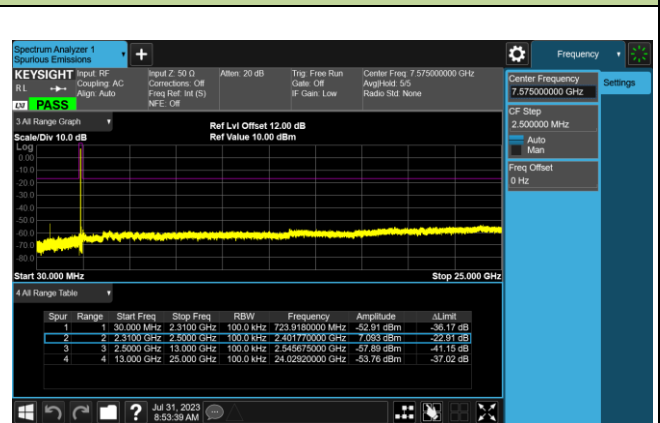 Spectrum Analyzer 1
Spurious Emissions
Frequency
KEYSIGHT
Input: RF
Input Z: 50 Ω
Atten: 20 dB
Trig: Free Run
Center Freq: 7.575000000 GHz
RL
Coupling: AC
Corrections: Off
Gate: Off
Avg|Hold: 5/5
Align: Auto
Freq Ref: Int (S)
IF Gain: Low
Radio Std: None
NFE: Off
PASS
Center Frequency
7.575000000 GHz
Settings
CF Step
2.500000 MHz
Auto
Man
Freq Offset
0 Hz
3 All Range Graph
Ref Lvl Offset 12.00 dB
Scale/Div 10.0 dB
Ref Value 10.00 dBm
Log
0.00
-10.0
-20.0
-30.0
-40.0
-50.0
-60.0
-70.0
-80.0
Start 30.000 MHz
Stop 25.000 GHz
4 All Range Table
Spur Range Start Freq Stop Freq RBW Frequency Amplitude ΔLimit
1 1 30.000 MHz 2.3100 GHz 100.0 kHz 723.9180000 MHz -52.91 dBm -36.17 dB
2 2 2.3100 GHz 2.5000 GHz 100.0 kHz 2.401770000 GHz 7.093 dBm -22.91 dB
3 3 2.5000 GHz 13.000 GHz 100.0 kHz 2.545675000 GHz -57.89 dBm -41.15 dB
4 4 13.000 GHz 25.000 GHz 100.0 kHz 24.02920000 GHz -53.76 dBm -37.02 dB
Jul 31, 2023
8:53:39 AM